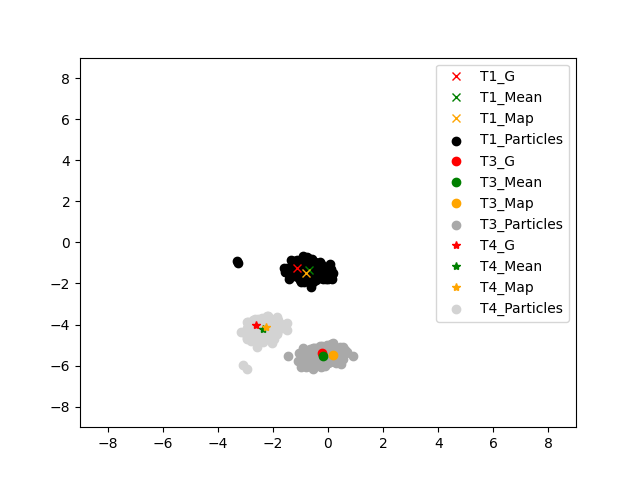 8
6
4
2
0
−2
−4
−6
−8
−8 −6 −4 −2 0 2 4 6 8
T1_G
T1_Mean
T1_Map
T1_Particles
T3_G
T3_Mean
T3_Map
T3_Particles
T4_G
T4_Mean
T4_Map
T4_Particles